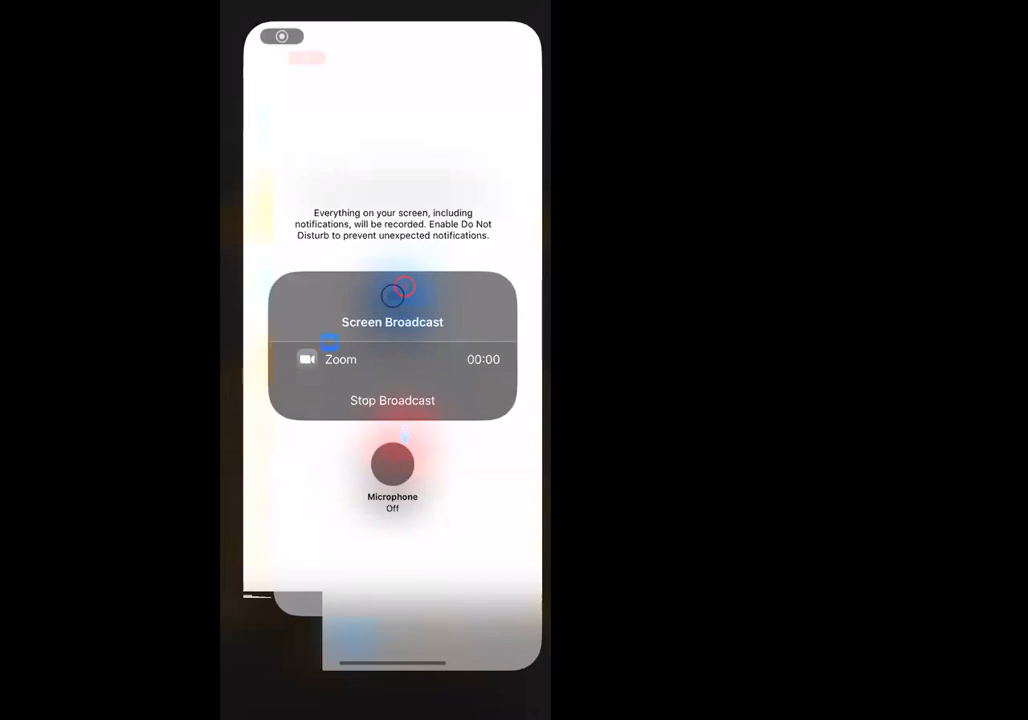 Everything on your screen, including
notifications, will be recorded. Enable Do Not
Disturb to prevent unexpected notifications.
Screen Broadcast
Zoom 00:00
Stop Broadcast
Microphone
Off